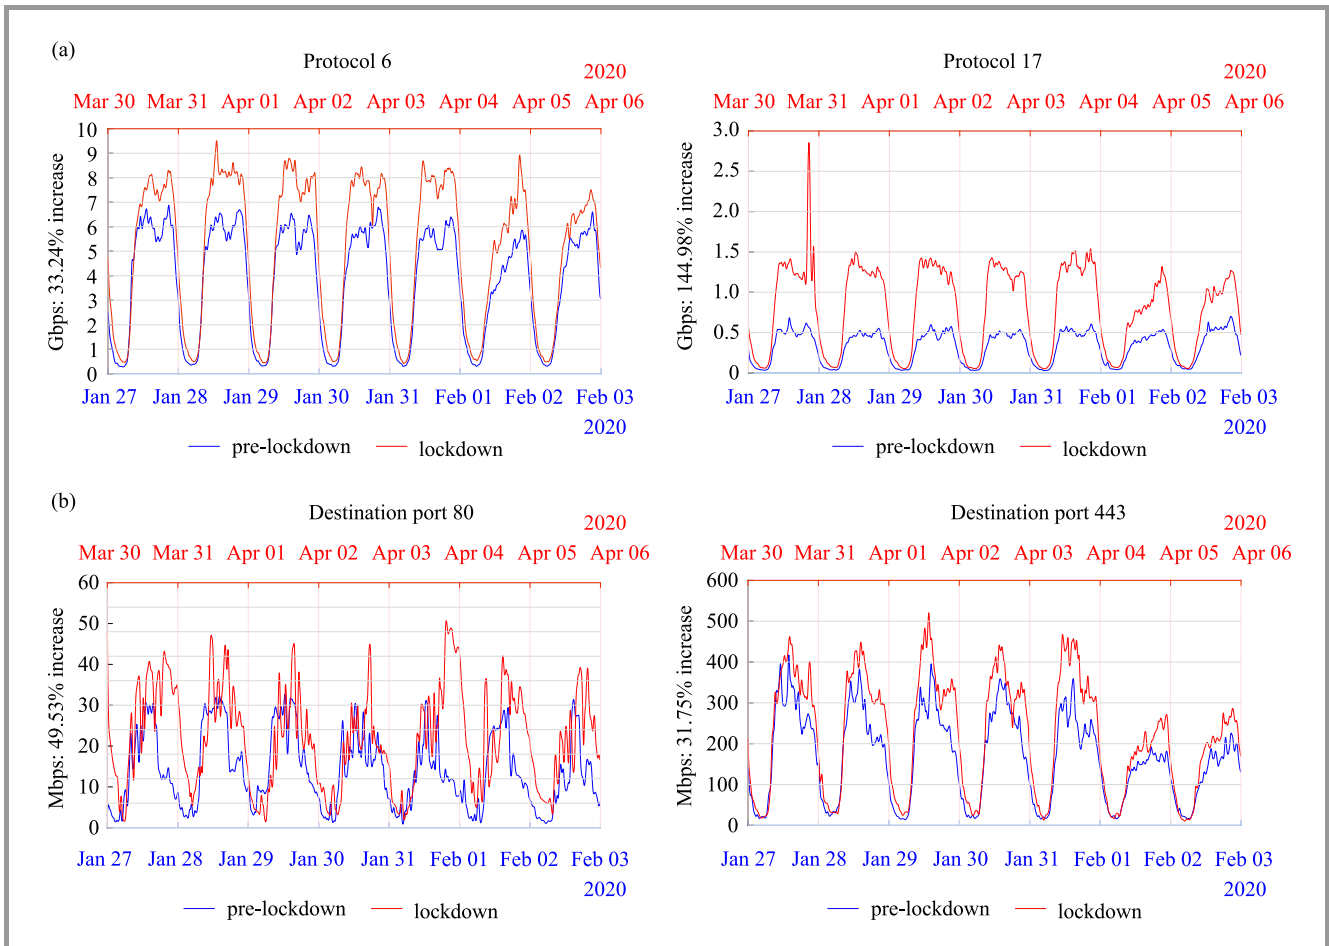 (a)
Protocol 6
2020
Mar 30 Mar 31 Apr 01 Apr 02 Apr 03 Apr 04 Apr 05 Apr 06
Gbps: 33.24% increase
10
9
8
7
6
5
4
3
2
1
0
Jan 27 Jan 28 Jan 29 Jan 30 Jan 31 Feb 01 Feb 02 Feb 03
2020
pre-lockdown lockdown
Protocol 17
2020
Mar 30 Mar 31 Apr 01 Apr 02 Apr 03 Apr 04 Apr 05 Apr 06
Gbps: 144.98% increase
3.0
2.5
2.0
1.5
1.0
0.5
0
Jan 27 Jan 28 Jan 29 Jan 30 Jan 31 Feb 01 Feb 02 Feb 03
2020
pre-lockdown lockdown
(b)
Destination port 80
2020
Mar 30 Mar 31 Apr 01 Apr 02 Apr 03 Apr 04 Apr 05 Apr 06
Mbps: 49.53% increase
60
50
40
30
20
10
0
Jan 27 Jan 28 Jan 29 Jan 30 Jan 31 Feb 01 Feb 02 Feb 03
2020
pre-lockdown lockdown
Destination port 443
2020
Mar 30 Mar 31 Apr 01 Apr 02 Apr 03 Apr 04 Apr 05 Apr 06
Mbps: 31.75% increase
600
500
400
300
200
100
0
Jan 27 Jan 28 Jan 29 Jan 30 Jan 31 Feb 01 Feb 02 Feb 03
2020
pre-lockdown lockdown